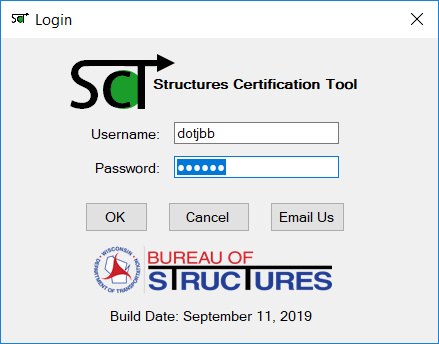 Login
SCT Structures Certification Tool
Username: dotjbb
Password: ●●●●●●
OK Cancel Email Us
WISCONSIN
DEPARTMENT OF TRANSPORTATION
BUREAU OF
STRUCTURES
Build Date: September 11, 2019